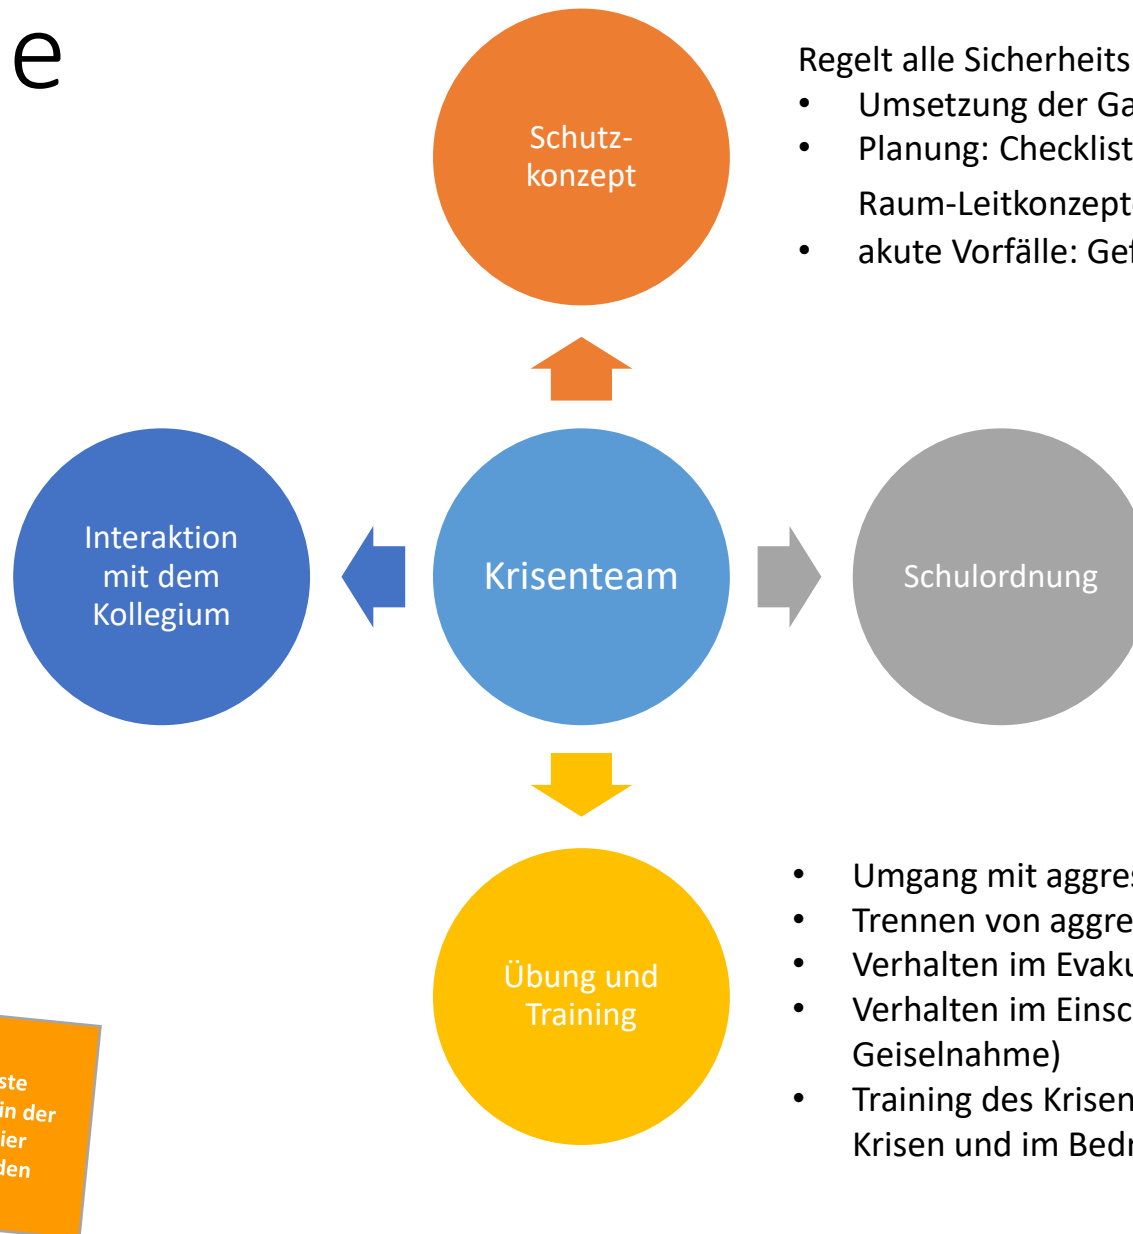 e
Schutz-
konzept
Regelt alle Sicherheits
• Umsetzung der Ga
• Planung: Checklist
Raum-Leitkonzept
• akute Vorfälle: Gef
Interaktion
mit dem
Kollegium
Krisenteam
Schulordnung
Übung und
Training
• Umgang mit aggres
• Trennen von aggre
• Verhalten im Evaku
• Verhalten im Einsc
Geiselnahme)
• Training des Krisen
Krisen und im Bedr
ste
in der
ier
den